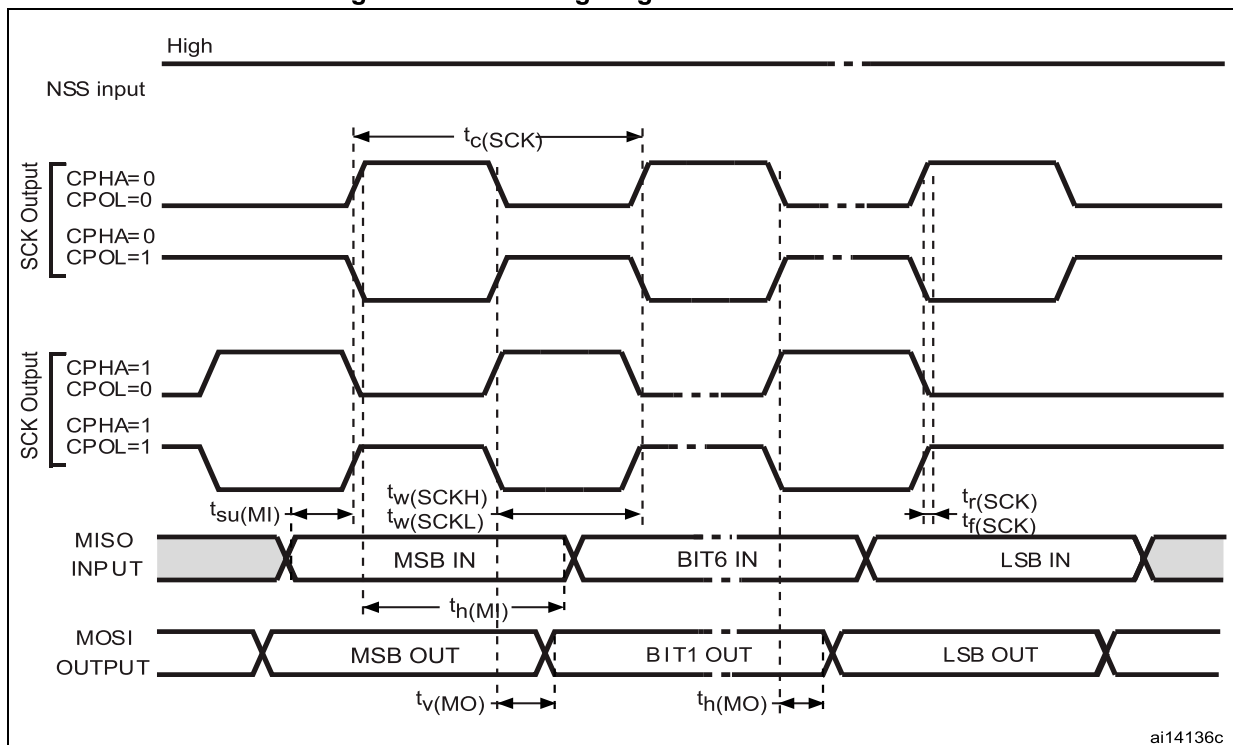 High
NSS input
tc(SCK)
SCK Output
CPHA=0
CPOL=0
CPHA=0
CPOL=1
SCK Output
CPHA=1
CPOL=0
CPHA=1
CPOL=1
tsu(MI)
tw(SCKH)
tw(SCKL)
tr(SCK)
tf(SCK)
MISO
INPUT
MSB IN
BIT6 IN
LSB IN
th(MI)
MOSI
OUTPUT
MSB OUT
BIT1 OUT
LSB OUT
tv(MO)
th(MO)
ai14136c